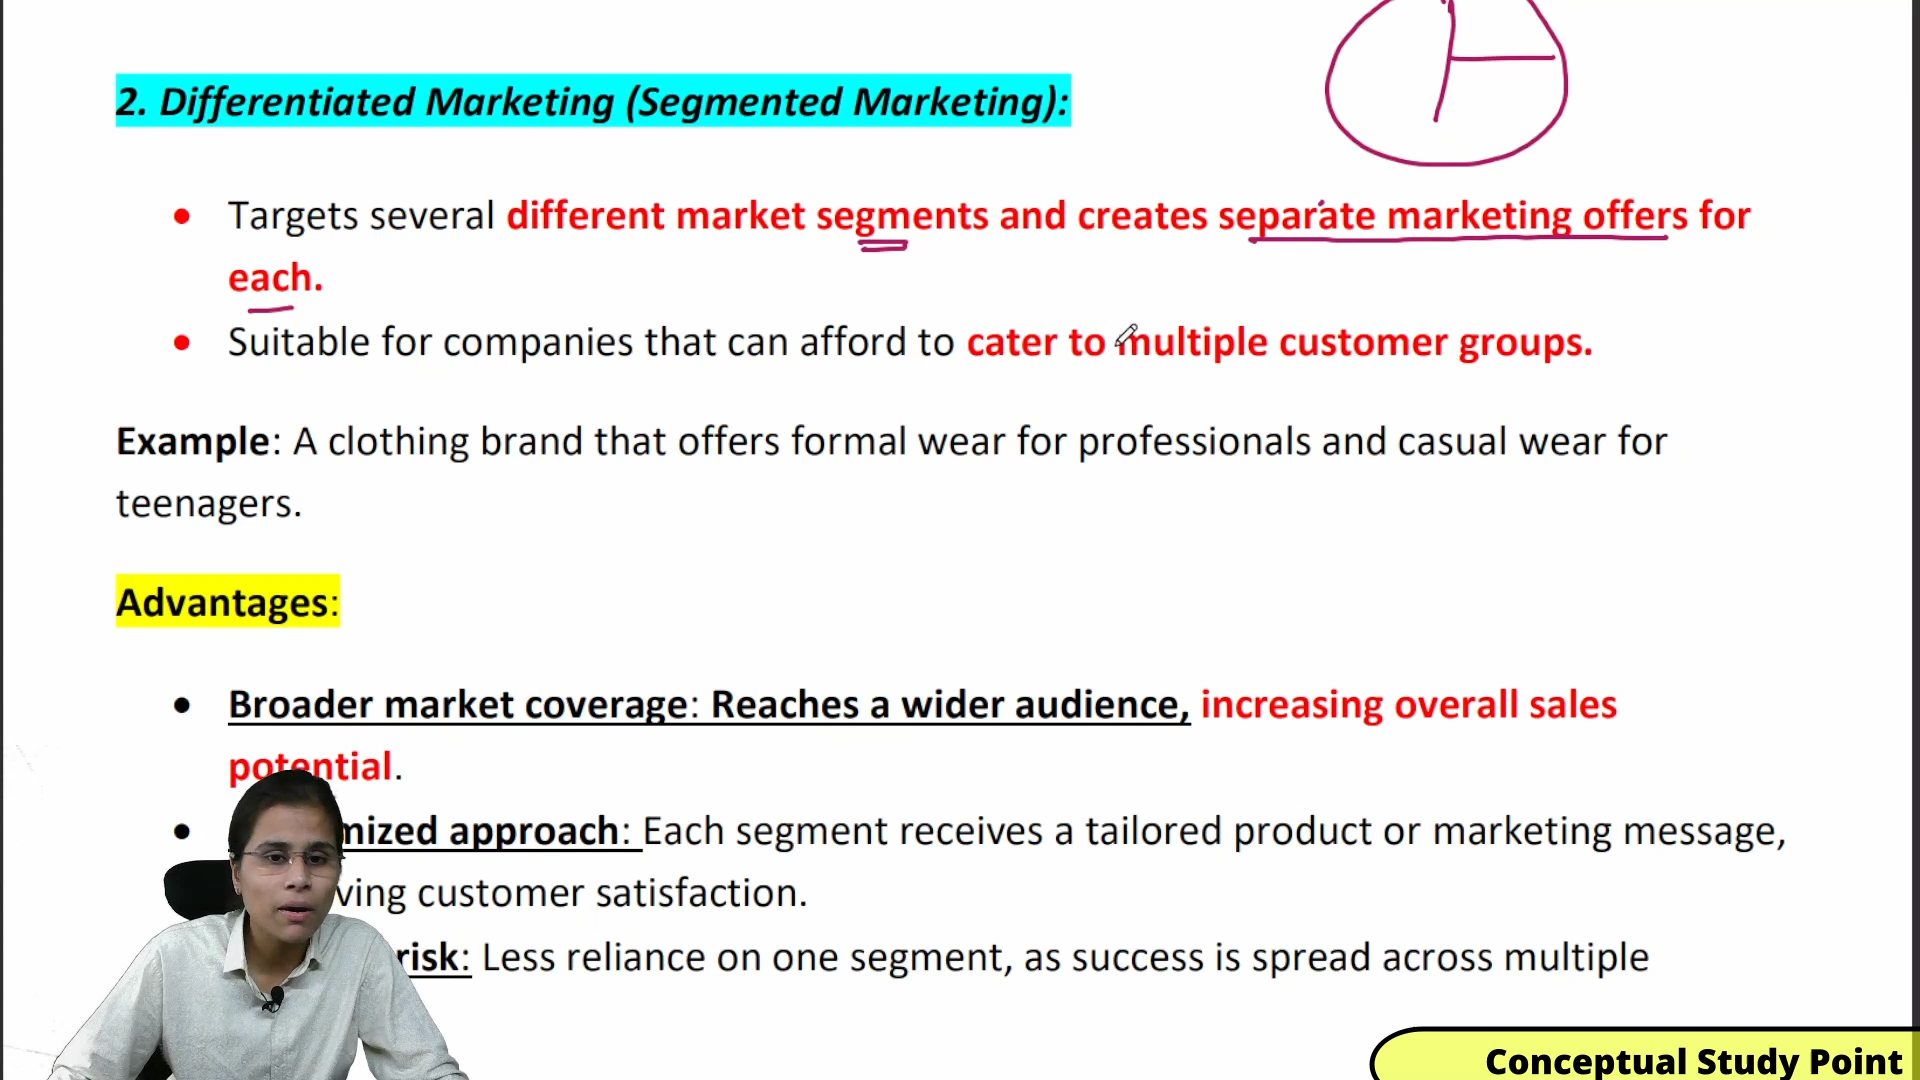 2. Differentiated Marketing (Segmented Marketing):
• Targets several different market segments and creates separate marketing offers for
each.
• Suitable for companies that can afford to cater to multiple customer groups.
Example: A clothing brand that offers formal wear for professionals and casual wear for
teenagers.
Advantages:
• Broader market coverage: Reaches a wider audience, increasing overall sales
potential.
• approach: Each segment receives a tailored product or marketing message,
customer satisfaction.
risk: Less reliance on one segment, as success is spread across multiple
Conceptual Study Point